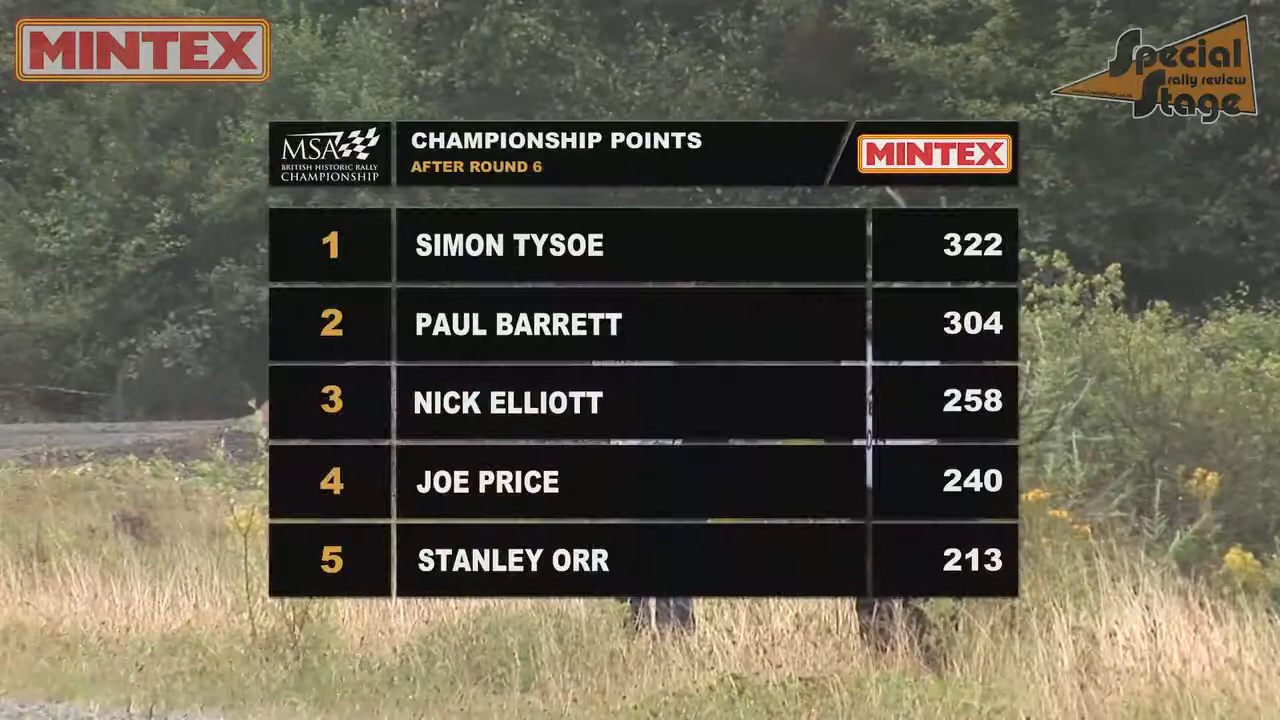 MINTEX
Special
rally review
Stage
MSA
BRITISH HISTORIC RALLY
CHAMPIONSHIP
CHAMPIONSHIP POINTS
AFTER ROUND 6
MINTEX
1 SIMON TYSOE 322
2 PAUL BARRETT 304
3 NICK ELLIOTT 258
4 JOE PRICE 240
5 STANLEY ORR 213